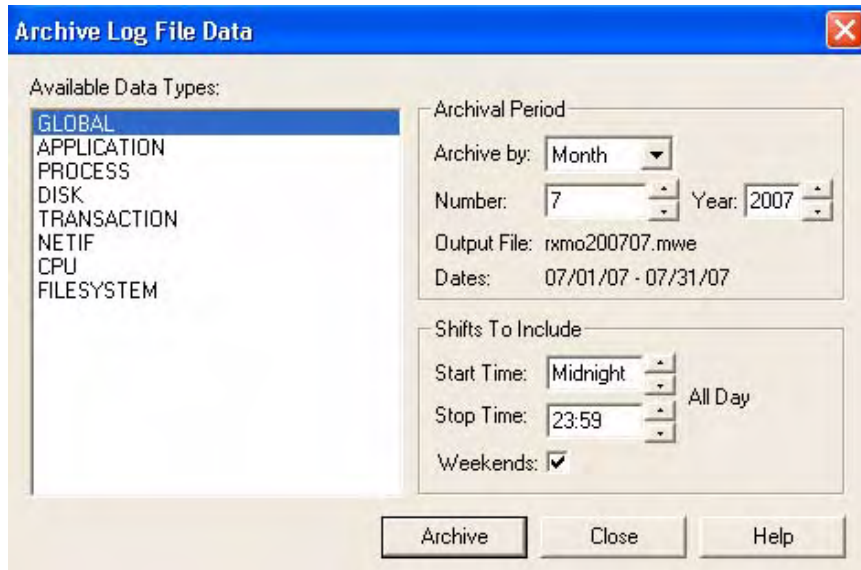 Archive Log File Data
Available Data Types:
GLOBAL
APPLICATION
PROCESS
DISK
TRANSACTION
NETIF
CPU
FILESYSTEM
Archival Period
Archive by: Month
Number: 7 Year: 2007
Output File: rxmo200707.mwe
Dates: 07/01/07 - 07/31/07
Shifts To Include
Start Time: Midnight
All Day
Stop Time: 23:59
Weekends:
Archive Close Help